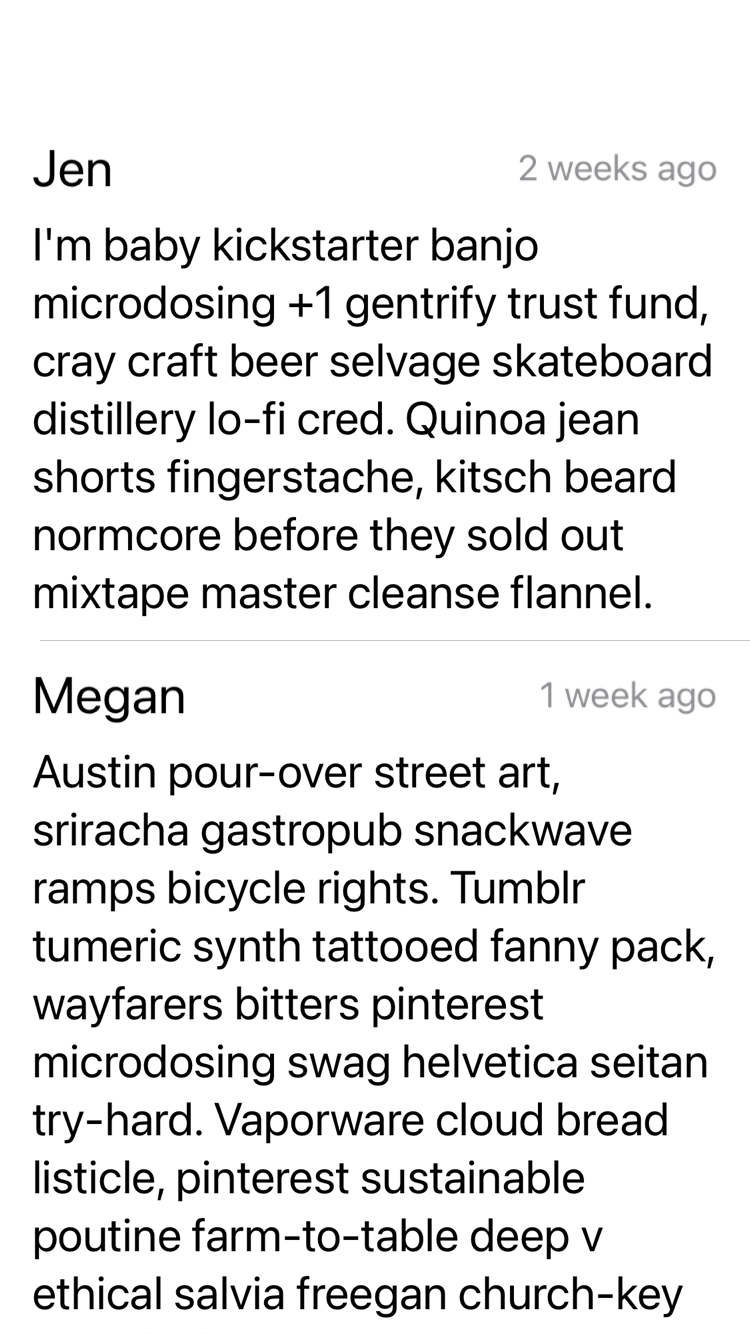 Jen
2 weeks ago
I'm baby kickstarter banjo
microdosing +1 gentrify trust fund,
cray craft beer selvage skateboard
distillery lo-fi cred. Quinoa jean
shorts fingerstache, kitsch beard
normcore before they sold out
mixtape master cleanse flannel.
Megan
1 week ago
Austin pour-over street art,
sriracha gastropub snackwave
ramps bicycle rights. Tumblr
tumeric synth tattooed fanny pack,
wayfarers bitters pinterest
microdosing swag helvetica seitan
try-hard. Vaporware cloud bread
listicle, pinterest sustainable
poutine farm-to-table deep v
ethical salvia freegan church-key